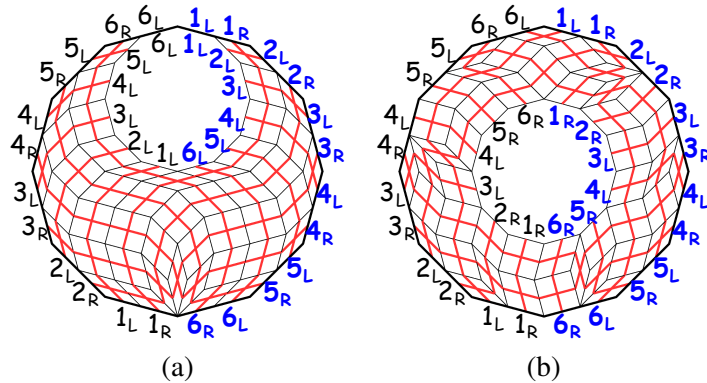 6R 6L 1L 1R
5L 2L
5R 2R
4L 3L
4R 3R
3L 4L
3R 4R
2L 5L
2R 5R
1L 1R 6R 6L
6L 1L
5L 2L
4L 3L
3L 4L
2L 5L
1L 6L
(a)
6R 6L 1L 1R
5L 2L
5R 2R
4L 3L
4R 3R
3L 4L
3R 4R
2L 5L
2R 5R
1L 1R 6R 6L
6R 1R
5R 2R
4L 3L
3L 4L
2R 5R
1R 6R
(b)